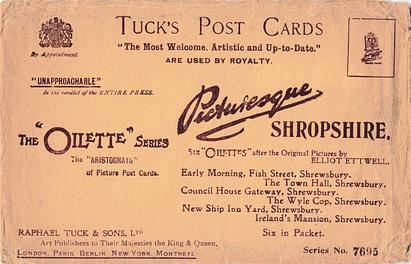 TUCK'S POST CARDS
"The Most Welcome, Artistic and Up-to-Date."
ARE USED BY ROYALTY.
By Appointment.
"UNAPPROACHABLE"
In the verdict of the ENTIRE PRESS.
Picturesque
SHROPSHIRE.
THE "OILETTE" SERIES
The "ARISTOCRATS"
of Picture Post Cards.
SIX "OILETTES" after the Original Pictures by
ELLIOT ETTWELL.
Early Morning, Fish Street, Shrewsbury.
The Town Hall, Shrewsbury.
Council House Gateway, Shrewsbury.
The Wyle Cop, Shrewsbury.
New Ship Inn Yard, Shrewsbury.
Ireland's Mansion, Shrewsbury.
Six in Packet.
RAPHAEL TUCK & SONS, LTD
Art Publishers to Their Majesties the King & Queen,
LONDON, PARIS, BERLIN, NEW YORK, MONTREAL.
Series No. 7695